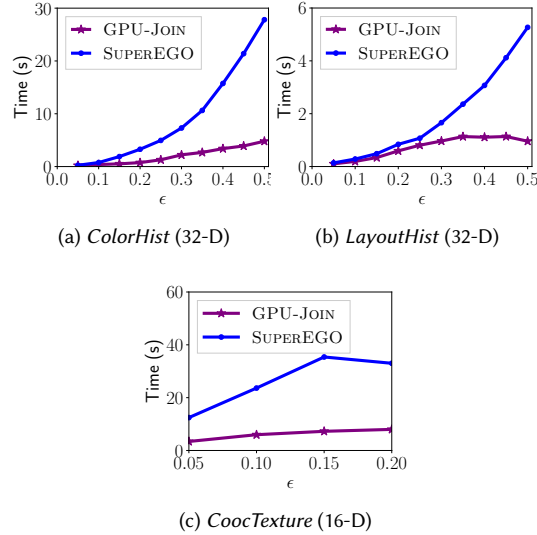 GPU-JOIN
SUPEREGO
Time (s)
30
20
10
0
0.0 0.1 0.2 0.3 0.4 0.5
ϵ
(a) ColorHist (32-D)
GPU-JOIN
SUPEREGO
Time (s)
6
4
2
0
0.0 0.1 0.2 0.3 0.4 0.5
ϵ
(b) LayoutHist (32-D)
GPU-JOIN
SUPEREGO
Time (s)
60
40
20
0
0.05 0.10 0.15 0.20
ϵ
(c) CoocTexture (16-D)